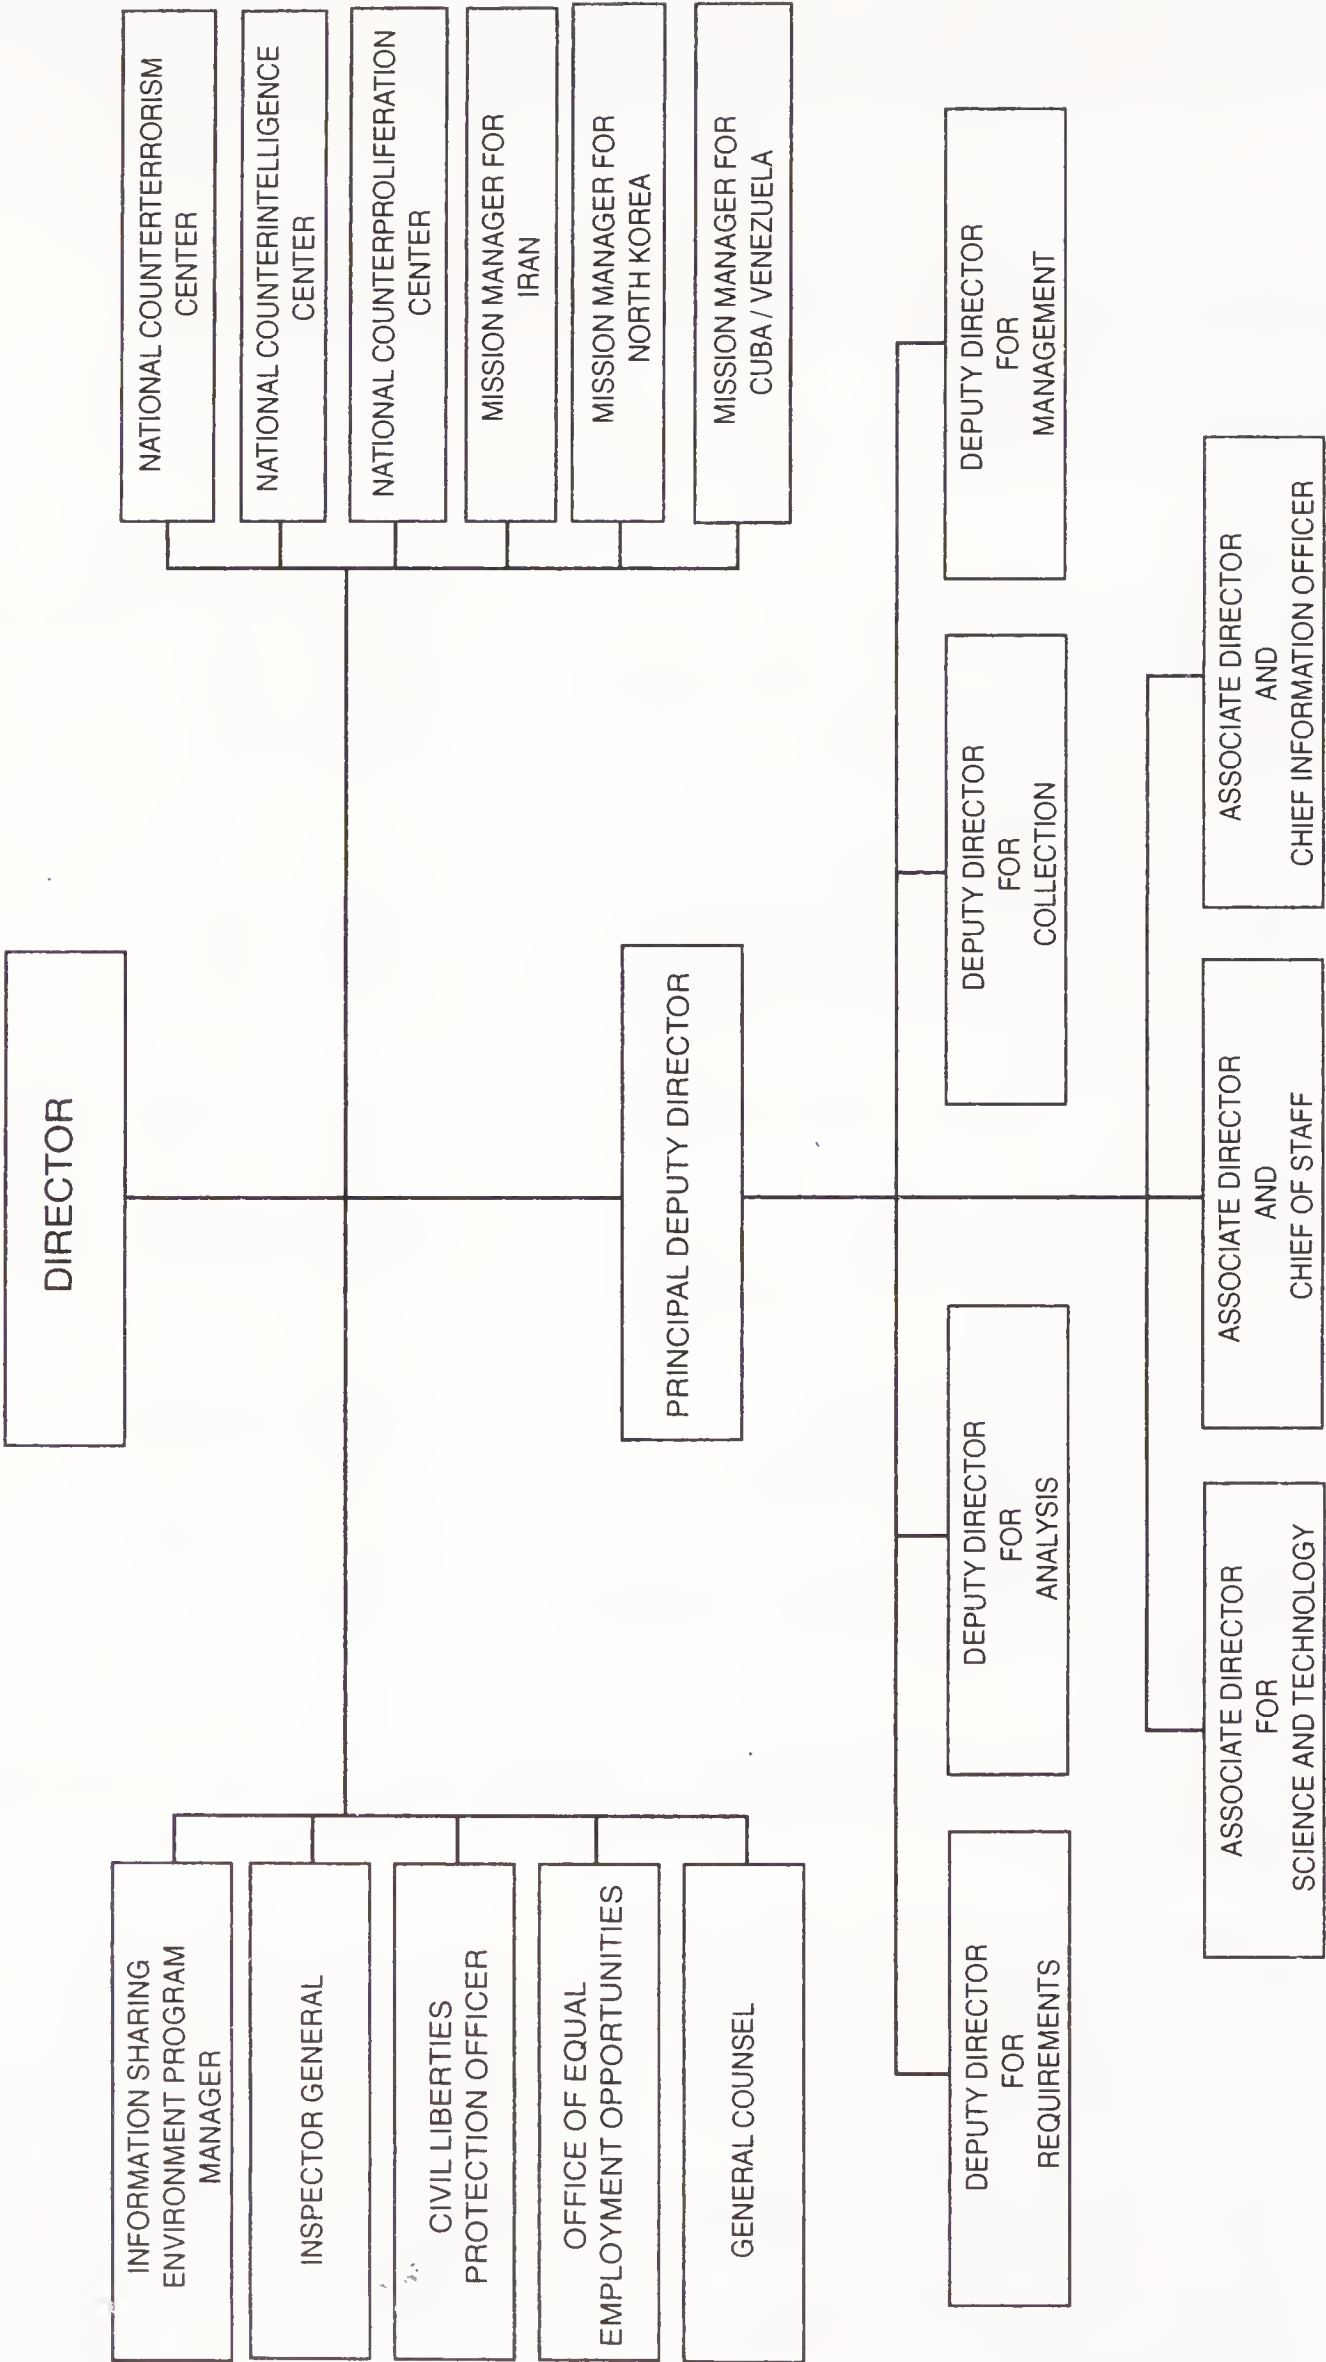 DIRECTOR
INFORMATION SHARING
ENVIRONMENT PROGRAM
MANAGER
INSPECTOR GENERAL
CIVIL LIBERTIES
PROTECTION OFFICER
OFFICE OF EQUAL
EMPLOYMENT OPPORTUNITIES
GENERAL COUNSEL
NATIONAL COUNTERTERRORISM
CENTER
NATIONAL COUNTERINTELLIGENCE
CENTER
NATIONAL COUNTERPROLIFERATION
CENTER
MISSION MANAGER FOR
IRAN
MISSION MANAGER FOR
NORTH KOREA
MISSION MANAGER FOR
CUBA / VENEZUELA
PRINCIPAL DEPUTY DIRECTOR
DEPUTY DIRECTOR
FOR
REQUIREMENTS
DEPUTY DIRECTOR
FOR
ANALYSIS
DEPUTY DIRECTOR
FOR
COLLECTION
DEPUTY DIRECTOR
FOR
MANAGEMENT
ASSOCIATE DIRECTOR
FOR
SCIENCE AND TECHNOLOGY
ASSOCIATE DIRECTOR
AND
CHIEF OF STAFF
ASSOCIATE DIRECTOR
AND
CHIEF INFORMATION OFFICER